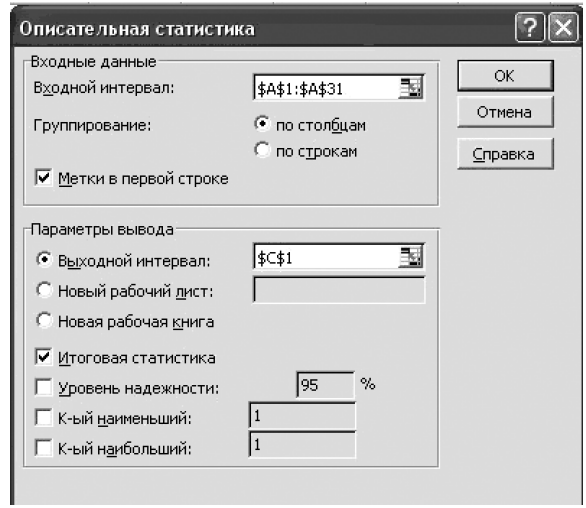 Описательная статистика
Входные данные
Входной интервал: $A$1:$A$31
Группирование: по столбцам
по строкам
Метки в первой строке
OK
Отмена
Справка
Параметры вывода
Выходной интервал: $C$1
Новый рабочий лист:
Новая рабочая книга
Итоговая статистика
Уровень надежности: 95 %
К-ый наименьший: 1
К-ый наибольший: 1